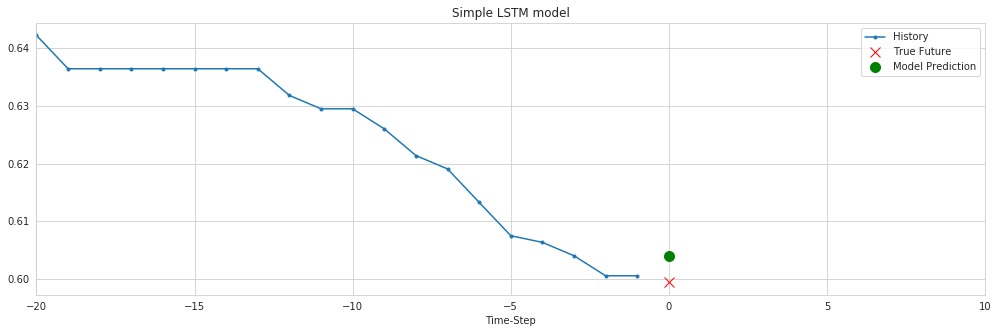 Simple LSTM model
History
True Future
Model Prediction
0.64
0.63
0.62
0.61
0.60
−20 −15 −10 −5 0 5 10
Time-Step